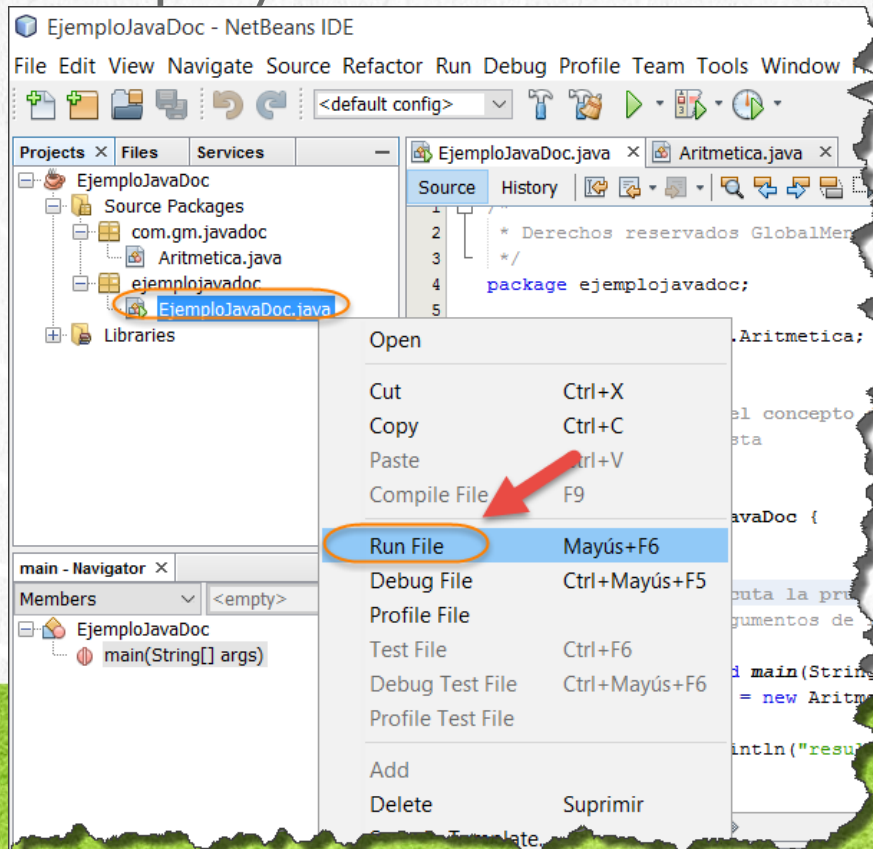 EjemploJavaDoc - NetBeans IDE
File Edit View Navigate Source Refactor Run Debug Profile Team Tools Window
<default config>
Projects Files Services
EjemploJavaDoc
Source Packages
com.gm.javadoc
Aritmetica.java
ejemplojavadoc
EjemploJavaDoc.java
Libraries
EjemploJavaDoc.java Aritmetica.java
Source History
1 /*
2 * Derechos reservados GlobalMen
3 */
4 package ejemplojavadoc;
5
.Aritmetica;
el concepto
sta
avaDoc {
cuta la pru
gumentos de
d main(String
= new Aritme
intln("resu
Open
Cut Ctrl+X
Copy Ctrl+C
Paste Ctrl+V
Compile File F9
Run File Mayús+F6
Debug File Ctrl+Mayús+F5
Profile File
Test File Ctrl+F6
Debug Test File Ctrl+Mayús+F6
Profile Test File
Add
Delete Suprimir
main - Navigator
Members <empty>
EjemploJavaDoc
main(String[] args)